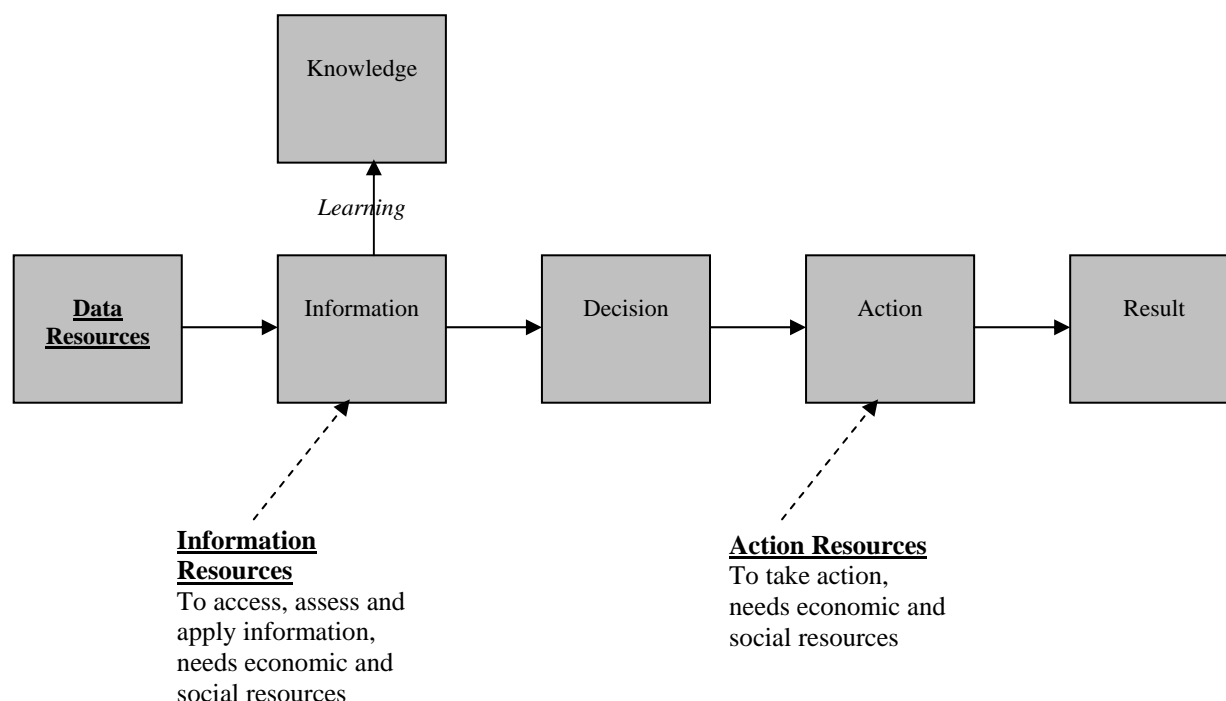 Knowledge
Learning
Data
Resources
Information
Decision
Action
Result
Information
Resources
To access, assess and
apply information,
needs economic and
social resources
Action Resources
To take action,
needs economic and
social resources